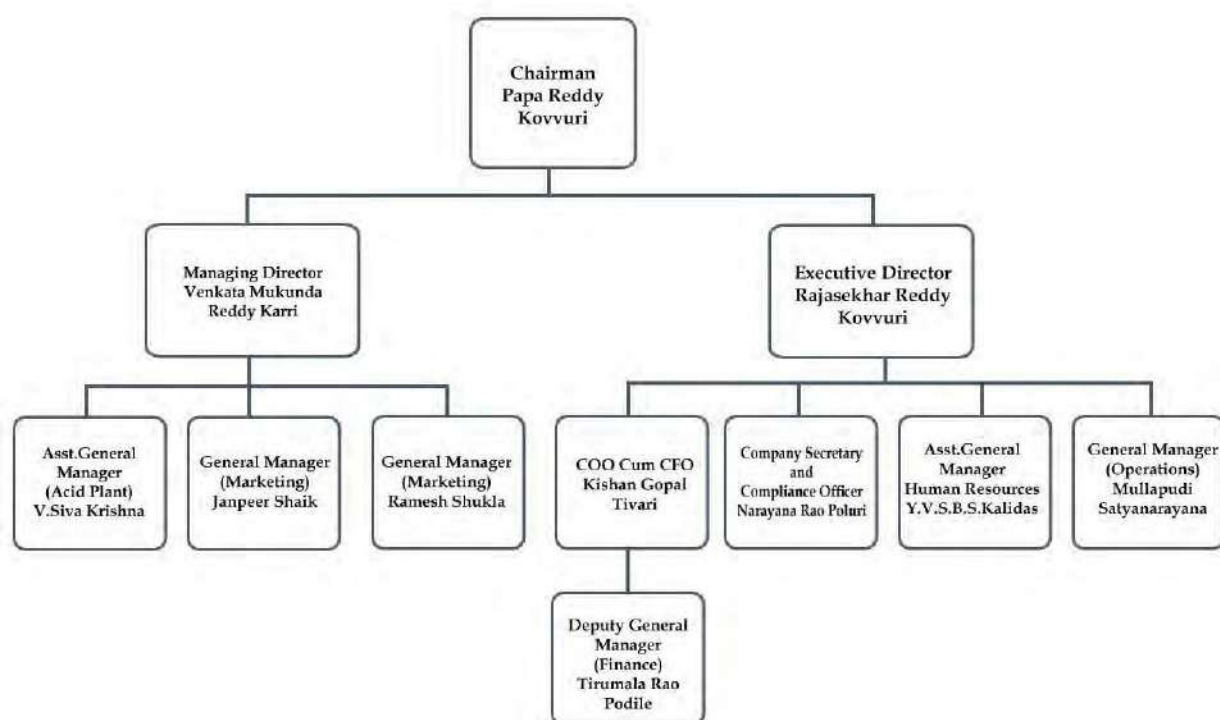 Chairman
Papa Reddy
Kovvuri
Managing Director
Venkata Mukunda
Reddy Karri
Executive Director
Rajasekhar Reddy
Kovvuri
Asst.General
Manager
(Acid Plant)
V.Siva Krishna
General Manager
(Marketing)
Janpeer Shaik
General Manager
(Marketing)
Ramesh Shukla
COO Cum CFO
Kishan Gopal
Tivari
Company Secretary
and
Compliance Officer
Narayana Rao Poluri
Asst.General
Manager
Human Resources
Y.V.S.B.S.Kalidas
General Manager
(Operations)
Mullapudi
Satyanarayana
Deputy General
Manager
(Finance)
Tirumala Rao
Podile